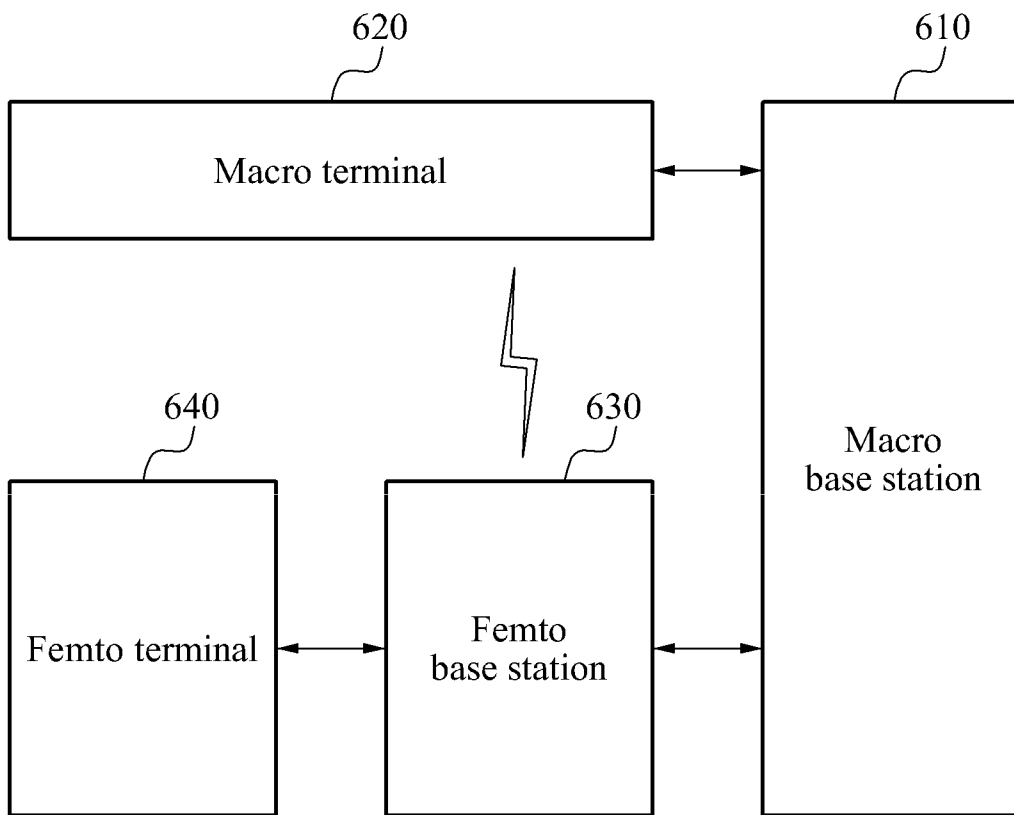 620
610
Macro terminal
640
630
Macro
base station
Femto terminal
Femto
base station